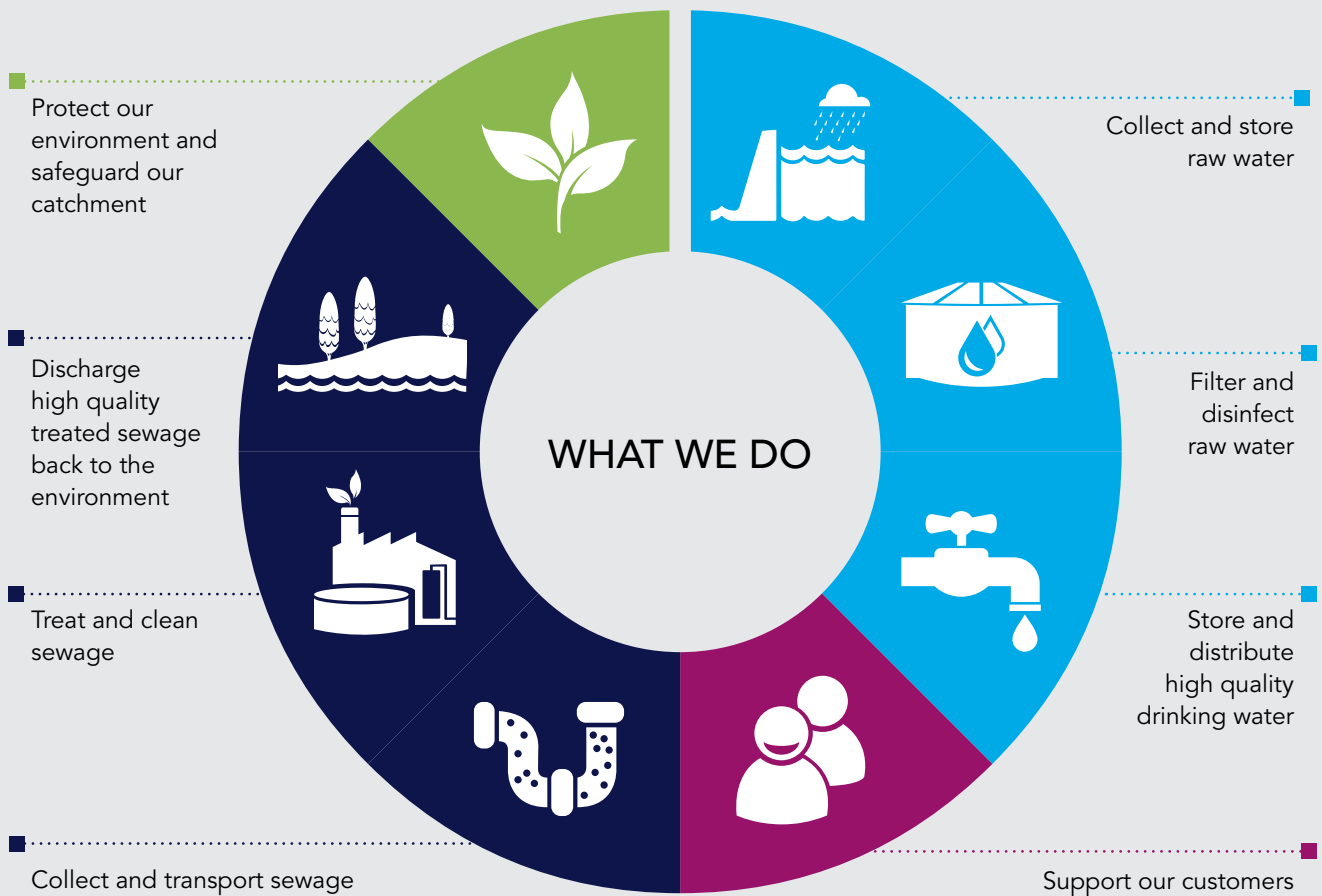 WHAT WE DO
Collect and store
raw water
Filter and
disinfect
raw water
Store and
distribute
high quality
drinking water
Support our customers
Collect and transport sewage
Treat and clean
sewage
Discharge
high quality
treated sewage
back to the
environment
Protect our
environment and
safeguard our
catchment